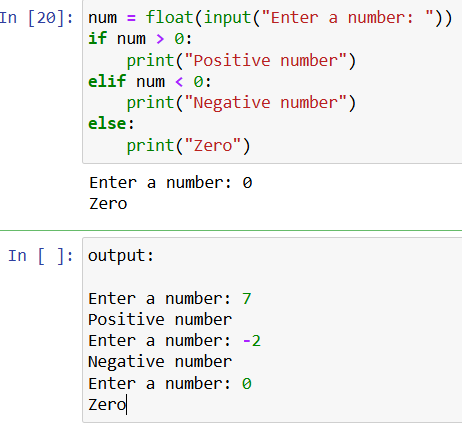 In [20]: num = float(input("Enter a number: "))
if num > 0:
    print("Positive number")
elif num < 0:
    print("Negative number")
else:
    print("Zero")
Enter a number: 0
Zero
In [ ]: output:
Enter a number: 7
Positive number
Enter a number: -2
Negative number
Enter a number: 0
Zero